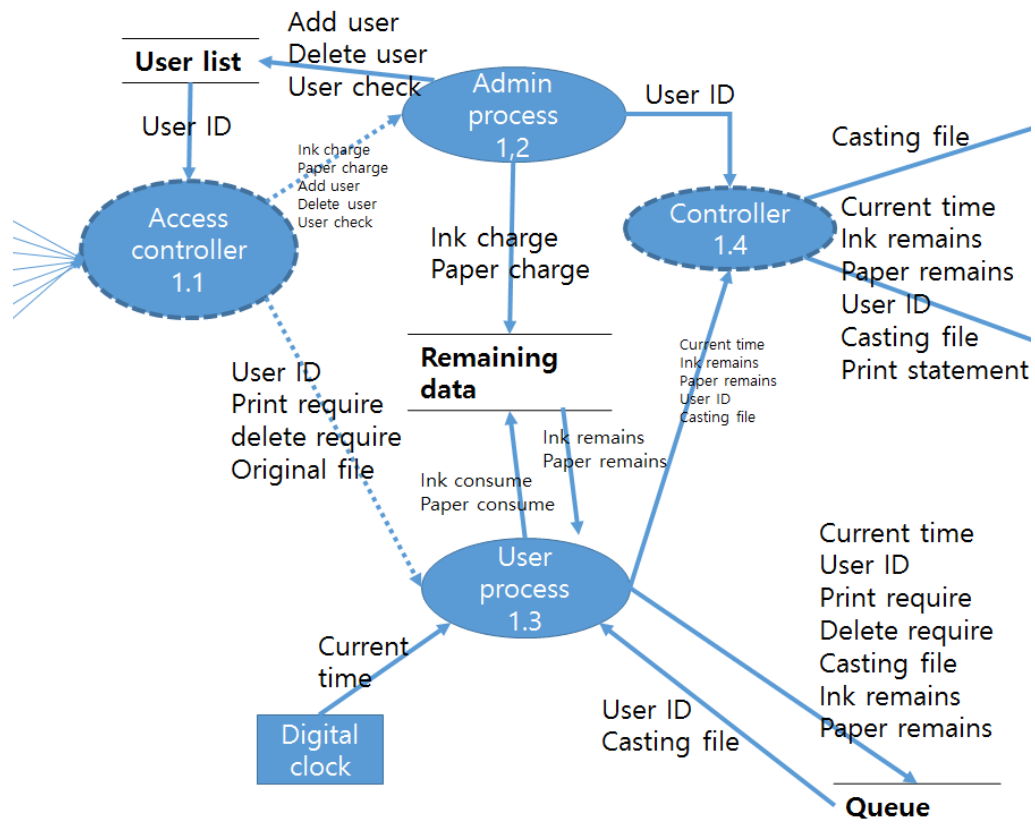 Add user
Delete user
User check
User list
Admin
process
1,2
User ID
User ID
Casting file
Ink charge
Paper charge
Add user
Delete user
User check
Access
controller
1.1
Controller
1.4
Current time
Ink remains
Paper remains
User ID
Casting file
Print statement
Ink charge
Paper charge
Remaining
data
Current time
Ink remains
Paper remains
User ID
Casting file
User ID
Print require
delete require
Original file
Ink remains
Paper remains
Ink consume
Paper consume
User
process
1.3
Current time
User ID
Print require
Delete require
Casting file
Ink remains
Paper remains
Current
time
User ID
Casting file
Digital
clock
Queue